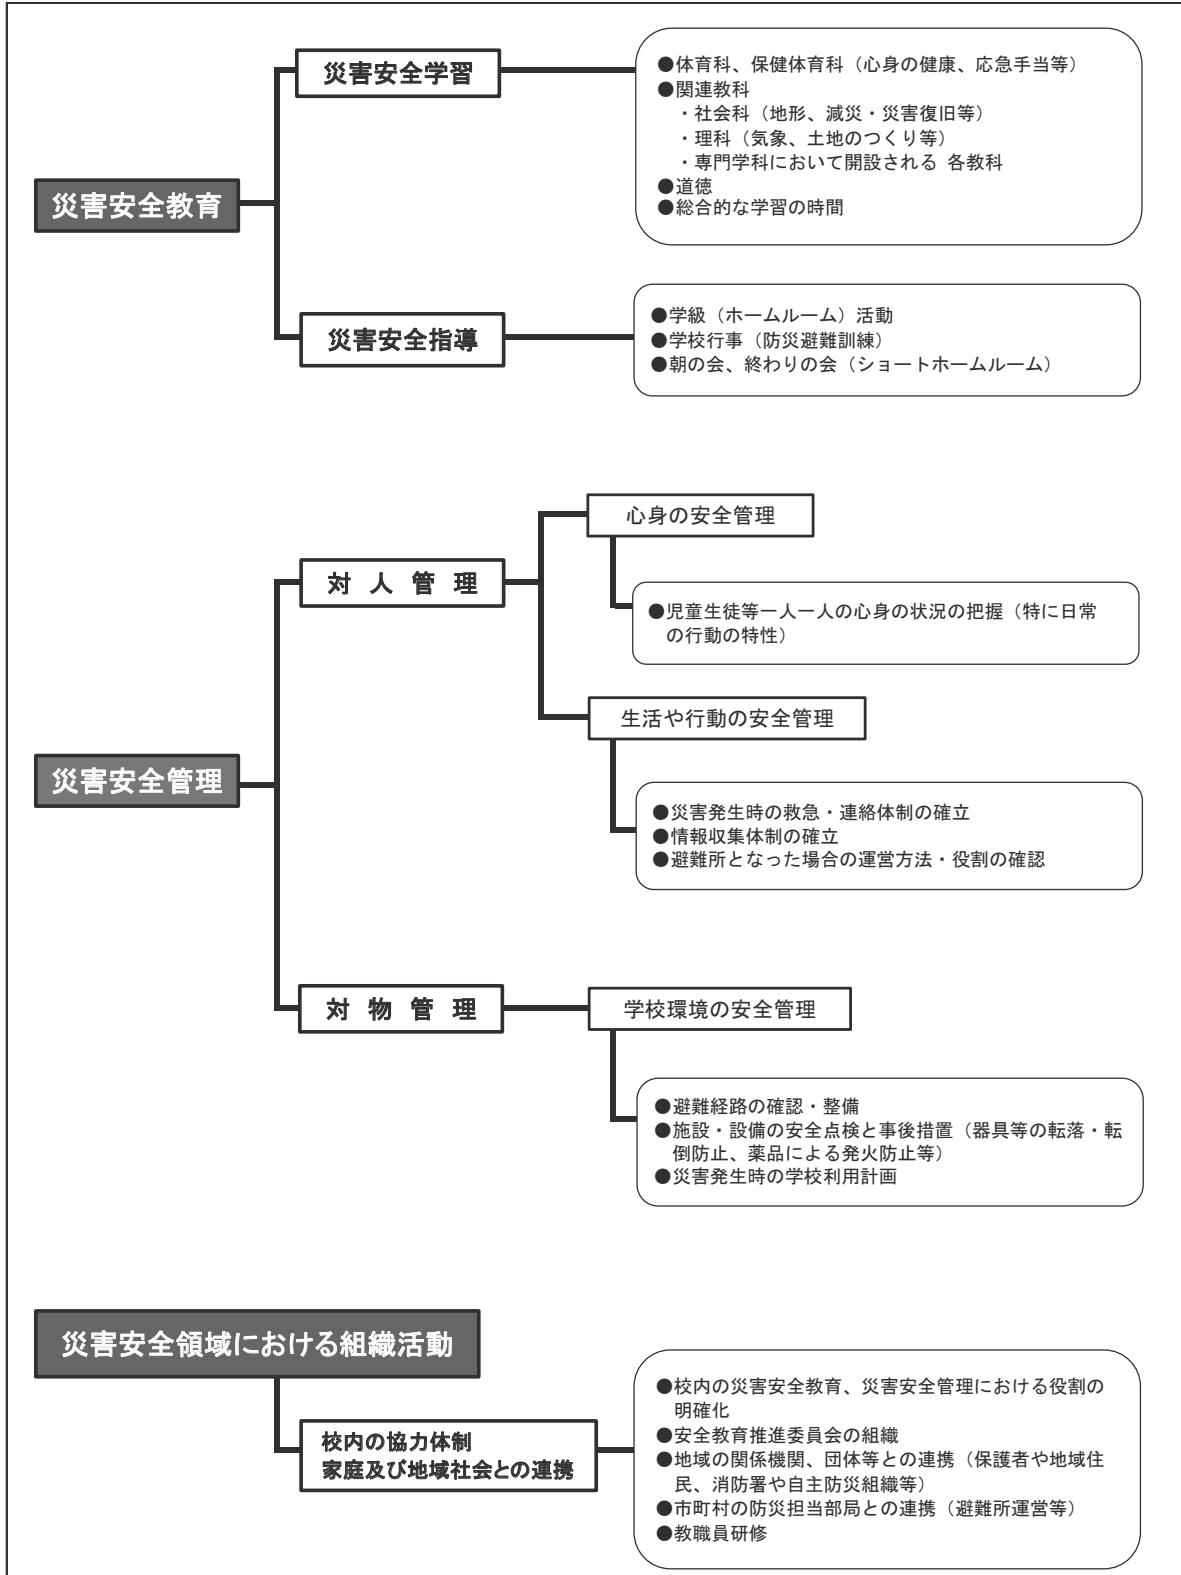 災害安全教育
災害安全学習
●体育科、保健体育科（心身の健康、応急手当等）
●関連教科
・社会科（地形、減災・災害復旧等）
・理科（気象、土地のつくり等）
・専門学科において開設される 各教科
●道徳
●総合的な学習の時間
災害安全指導
●学級（ホームルーム）活動
●学校行事（防災避難訓練）
●朝の会、終わりの会（ショートホームルーム）
災害安全管理
対人管理
心身の安全管理
●児童生徒等一人一人の心身の状況の把握（特に日常
の行動の特性）
生活や行動の安全管理
●災害発生時の救急・連絡体制の確立
●情報収集体制の確立
●避難所となった場合の運営方法・役割の確認
対物管理
学校環境の安全管理
●避難経路の確認・整備
●施設・設備の安全点検と事後措置（器具等の転落・転
倒防止、薬品による発火防止等）
●災害発生時の学校利用計画
災害安全領域における組織活動
校内の協力体制
家庭及び地域社会との連携
●校内の災害安全教育、災害安全管理における役割の
明確化
●安全教育推進委員会の組織
●地域の関係機関、団体等との連携（保護者や地域住
民、消防署や自主防災組織等）
●市町村の防災担当部局との連携（避難所運営等）
●教職員研修